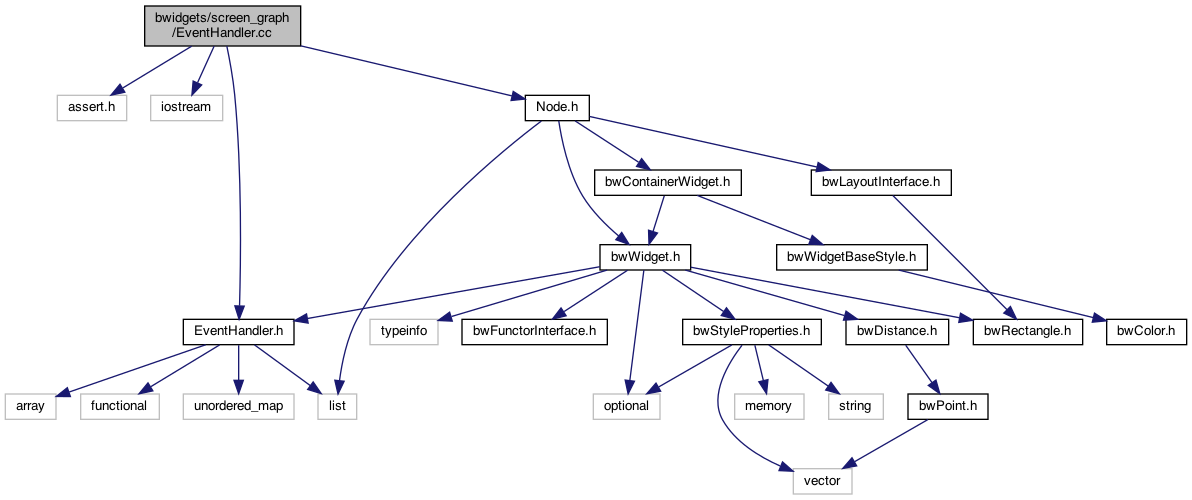 bwidgets/screen_graph
/EventHandler.cc
assert.h
iostream
Node.h
bwContainerWidget.h
bwLayoutInterface.h
bwWidget.h
bwWidgetBaseStyle.h
EventHandler.h
typeinfo
bwFunctorInterface.h
bwStyleProperties.h
bwDistance.h
bwRectangle.h
bwColor.h
array
functional
unordered_map
list
optional
memory
string
bwPoint.h
vector